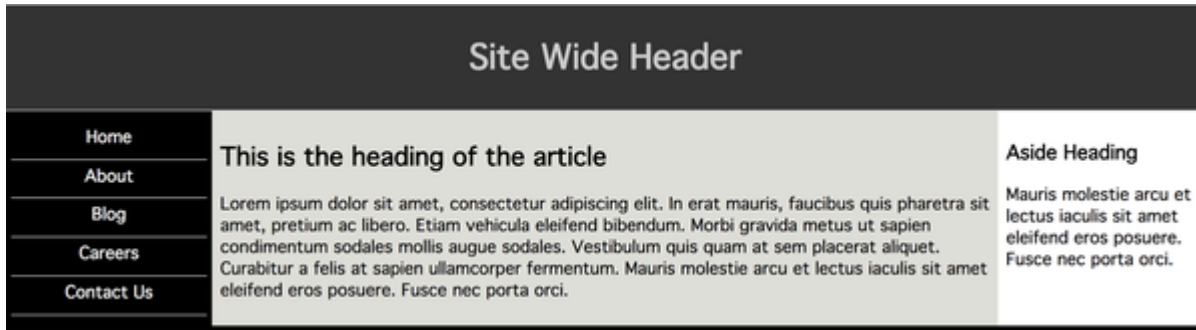 Site Wide Header
Home
About
Blog
Careers
Contact Us
This is the heading of the article
Lorem ipsum dolor sit amet, consectetur adipiscing elit. In erat mauris, faucibus quis pharetra sit
amet, pretium ac libero. Etiam vehicula eleifend bibendum. Morbi gravida metus ut sapien
condimentum sodales mollis augue sodales. Vestibulum quis quam at sem placerat aliquet.
Curabitur a felis at sapien ullamcorper fermentum. Mauris molestie arcu et lectus iaculis sit amet
eleifend eros posuere. Fusce nec porta orci.
Aside Heading
Mauris molestie arcu et
lectus iaculis sit amet
eleifend eros posuere.
Fusce nec porta orci.